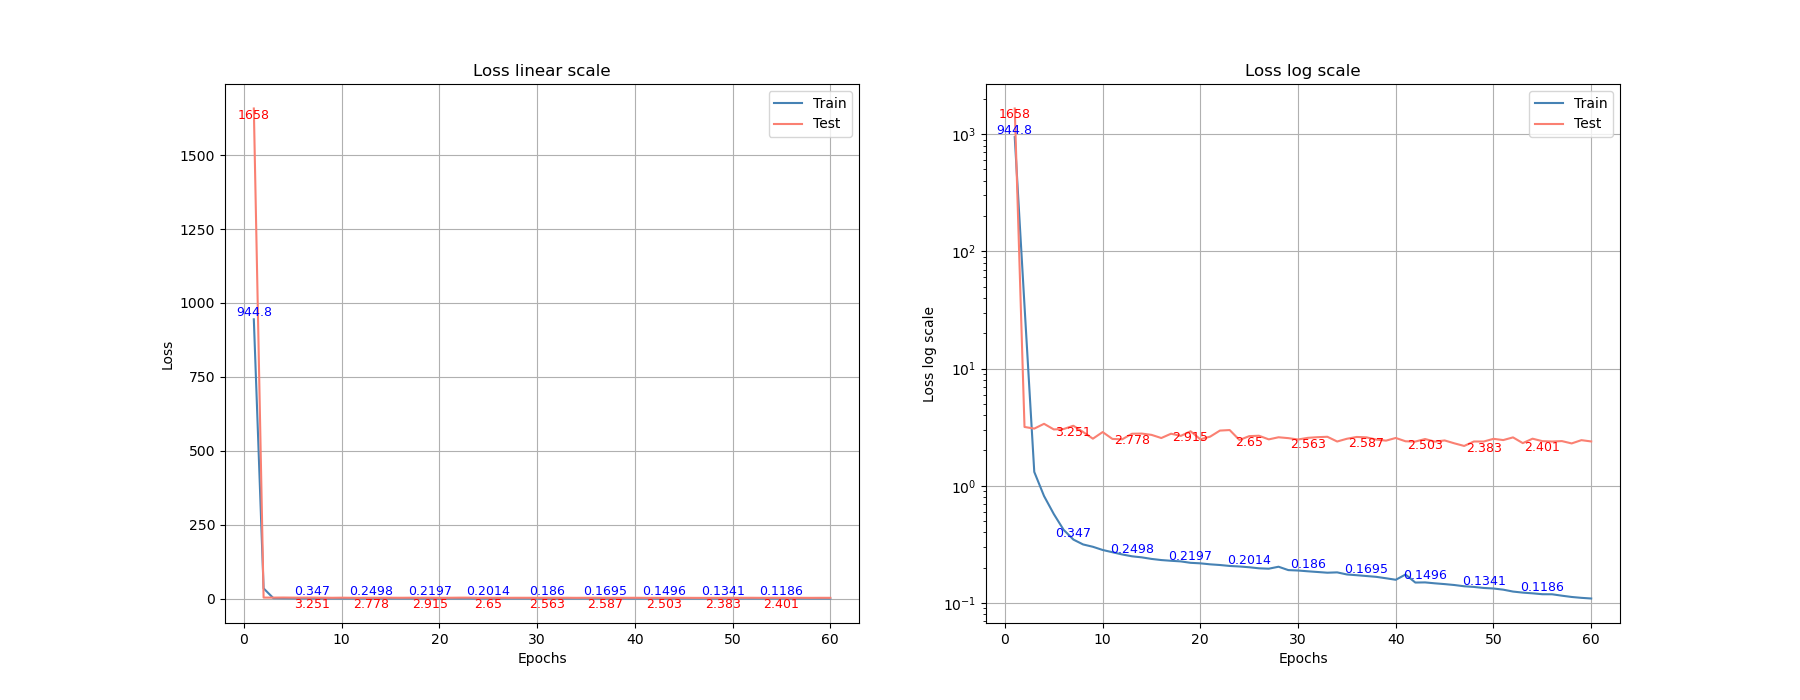 Loss linear scale
Train
Test
1658
944.8
0.347 0.2498 0.2197 0.2014 0.186 0.1695 0.1496 0.1341 0.1186
3.251 2.778 2.915 2.65 2.563 2.587 2.503 2.383 2.401
1500
1250
1000
750
500
250
0
Loss
0 10 20 30 40 50 60
Epochs
Loss log scale
Train
Test
1658
944.8
3.251 2.778 2.915 2.65 2.563 2.587 2.503 2.383 2.401
0.347 0.2498 0.2197 0.2014 0.186 0.1695 0.1496 0.1341 0.1186
10³
10²
10¹
10⁰
10⁻¹
Loss log scale
0 10 20 30 40 50 60
Epochs